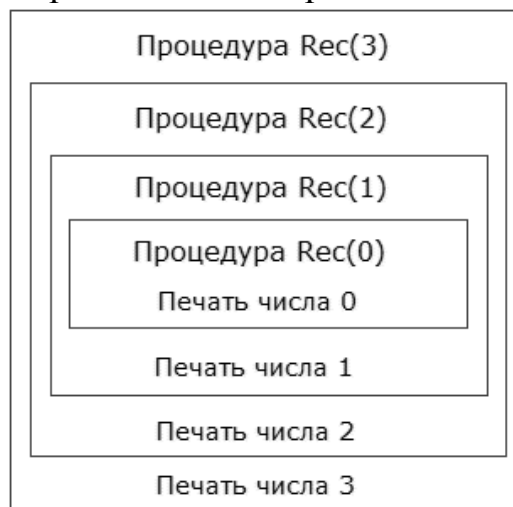 Процедура Rec(3)
Процедура Rec(2)
Процедура Rec(1)
Процедура Rec(0)
Печать числа 0
Печать числа 1
Печать числа 2
Печать числа 3